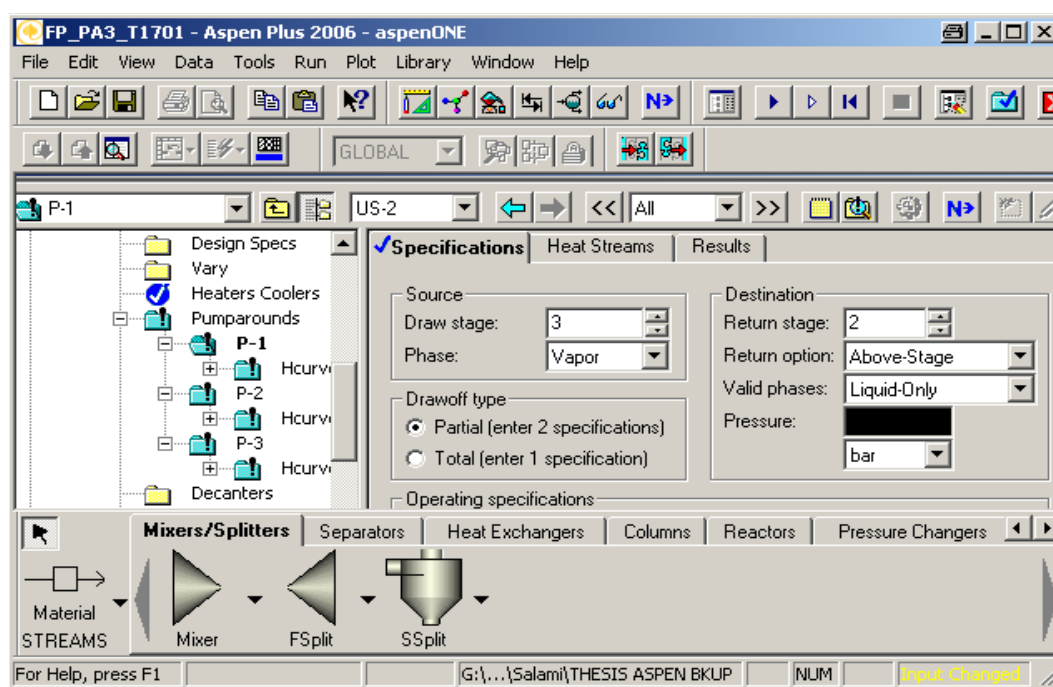 FP_PA3_T1701 - Aspen Plus 2006 - aspenONE
File Edit View Data Tools Run Plot Library Window Help
N
GLOBAL
P-1 US-2 << All >> N
Design Specs
Vary
Heaters Coolers
Pumparounds
P-1
Hcurv
P-2
Hcurv
P-3
Hcurv
Decanters
Specifications Heat Streams Results
Source
Draw stage: 3
Phase: Vapor
Drawoff type
Partial (enter 2 specifications)
Total (enter 1 specification)
Destination
Return stage: 2
Return option: Above-Stage
Valid phases: Liquid-Only
Pressure:
bar
Operating specifications
Mixers/Splitters Separators Heat Exchangers Columns Reactors Pressure Changers
Material
STREAMS
Mixer FSplit SSplit
For Help, press F1 G:\...\Salami\THESIS ASPEN BKUP NUM Input Changed